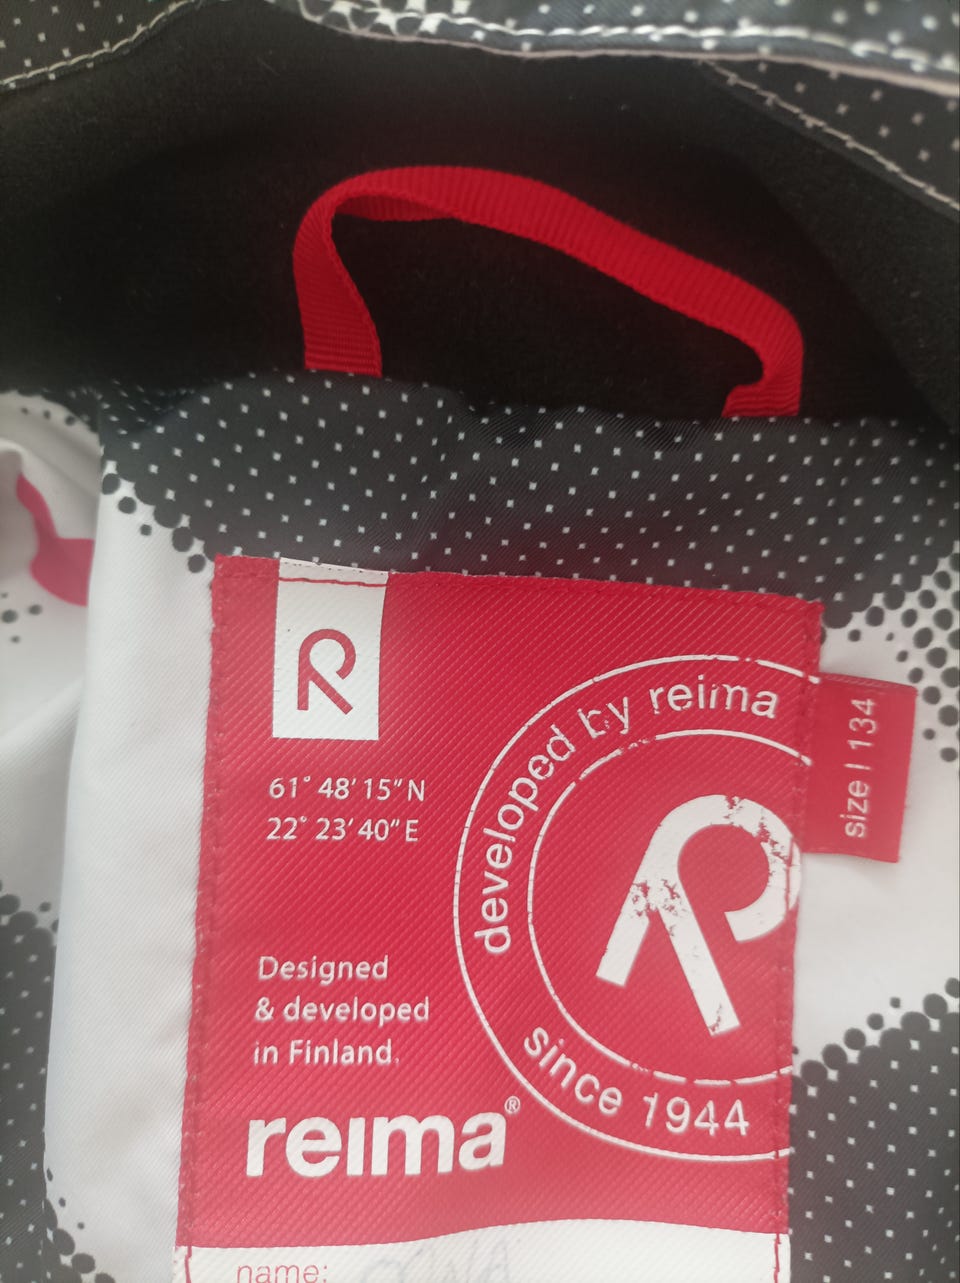 R
developed by reima
size | 134
61° 48' 15" N
22° 23' 40" E
R
Designed
& developed
in Finland.
since 1944
reima®
name: